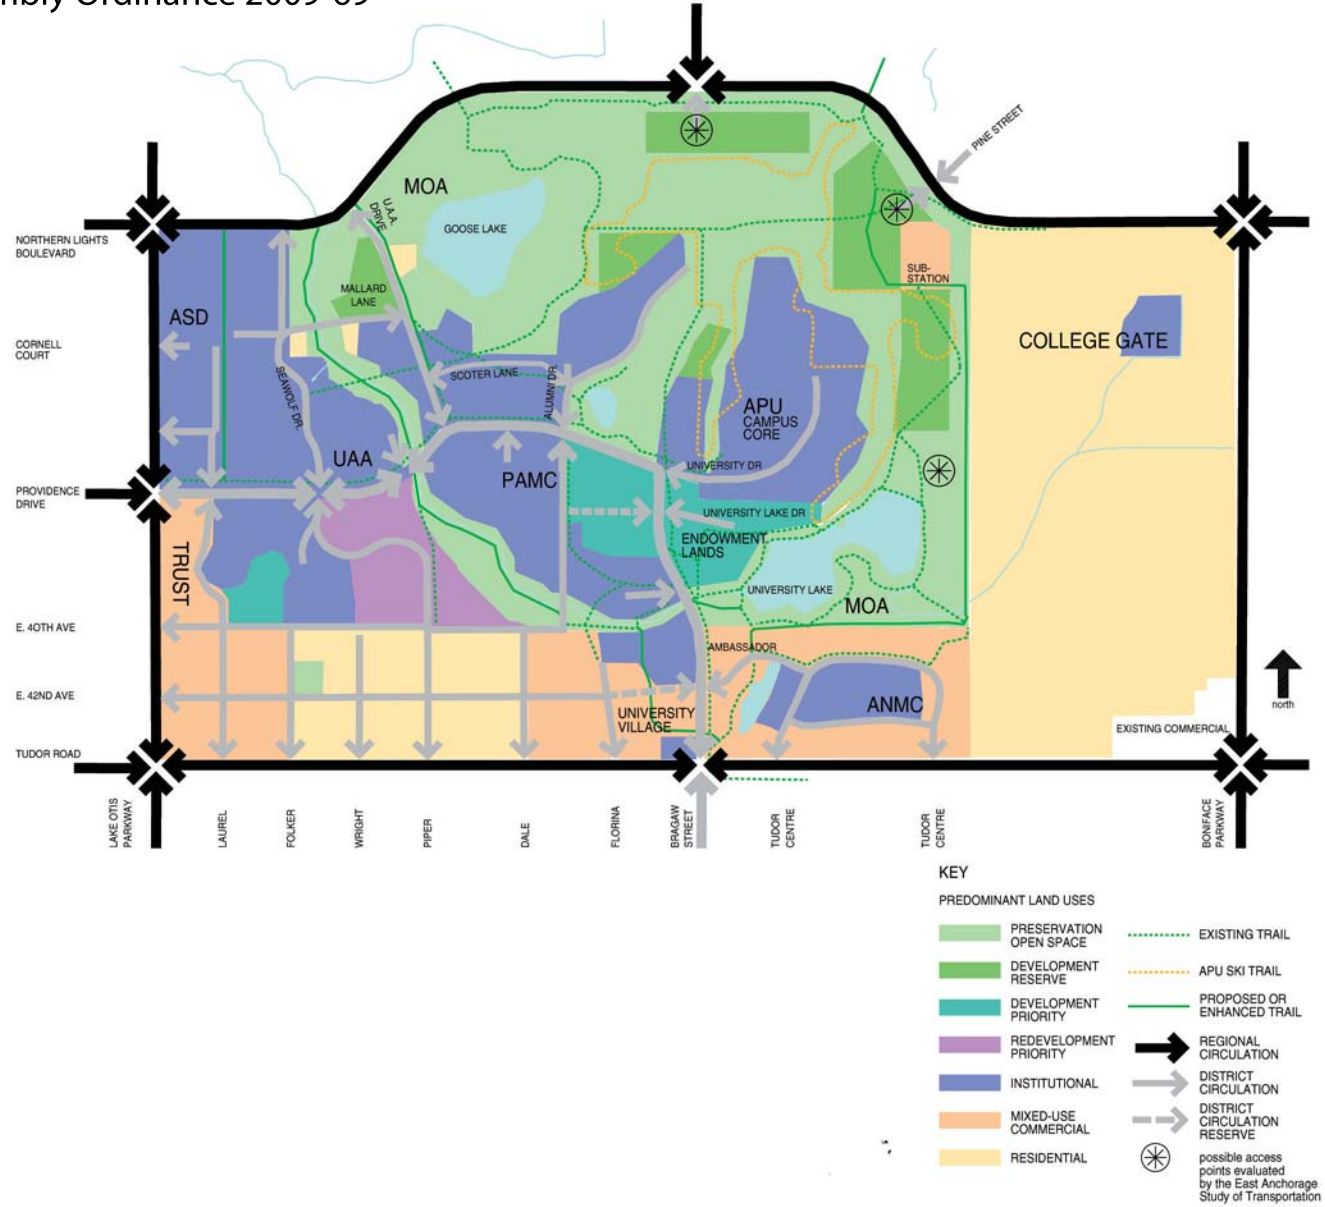 mbly Ordinance 2009-69
PINE STREET
MOA
U.A.A.
DRIVE
GOOSE LAKE
NORTHERN LIGHTS
BOULEVARD
SUB-
STATION
MALLARD
LANE
ASD
COLLEGE GATE
CORNELL
COURT
SCOTER LANE
ALUMNI DR.
SEAWOLF DR.
APU
CAMPUS
CORE
UAA
UNIVERSITY DR
PAMC
PROVIDENCE
DRIVE
UNIVERSITY LAKE DR
ENDOWMENT
LANDS
TRUST
UNIVERSITY LAKE
MOA
E. 40TH AVE
AMBASSADOR
E. 42ND AVE
ANMC
north
UNIVERSITY
VILLAGE
EXISTING COMMERCIAL
TUDOR ROAD
LAKE OTIS
PARKWAY
LAUREL
FOLKER
WRIGHT
PIPER
DALE
FLORINA
BRAGAW
STREET
TUDOR
CENTRE
TUDOR
CENTRE
BONIFACE
PARKWAY
KEY
PREDOMINANT LAND USES
PRESERVATION
OPEN SPACE
DEVELOPMENT
RESERVE
DEVELOPMENT
PRIORITY
REDEVELOPMENT
PRIORITY
INSTITUTIONAL
MIXED-USE
COMMERCIAL
RESIDENTIAL
EXISTING TRAIL
APU SKI TRAIL
PROPOSED OR
ENHANCED TRAIL
REGIONAL
CIRCULATION
DISTRICT
CIRCULATION
DISTRICT
CIRCULATION
RESERVE
possible access
points evaluated
by the East Anchorage
Study of Transportation